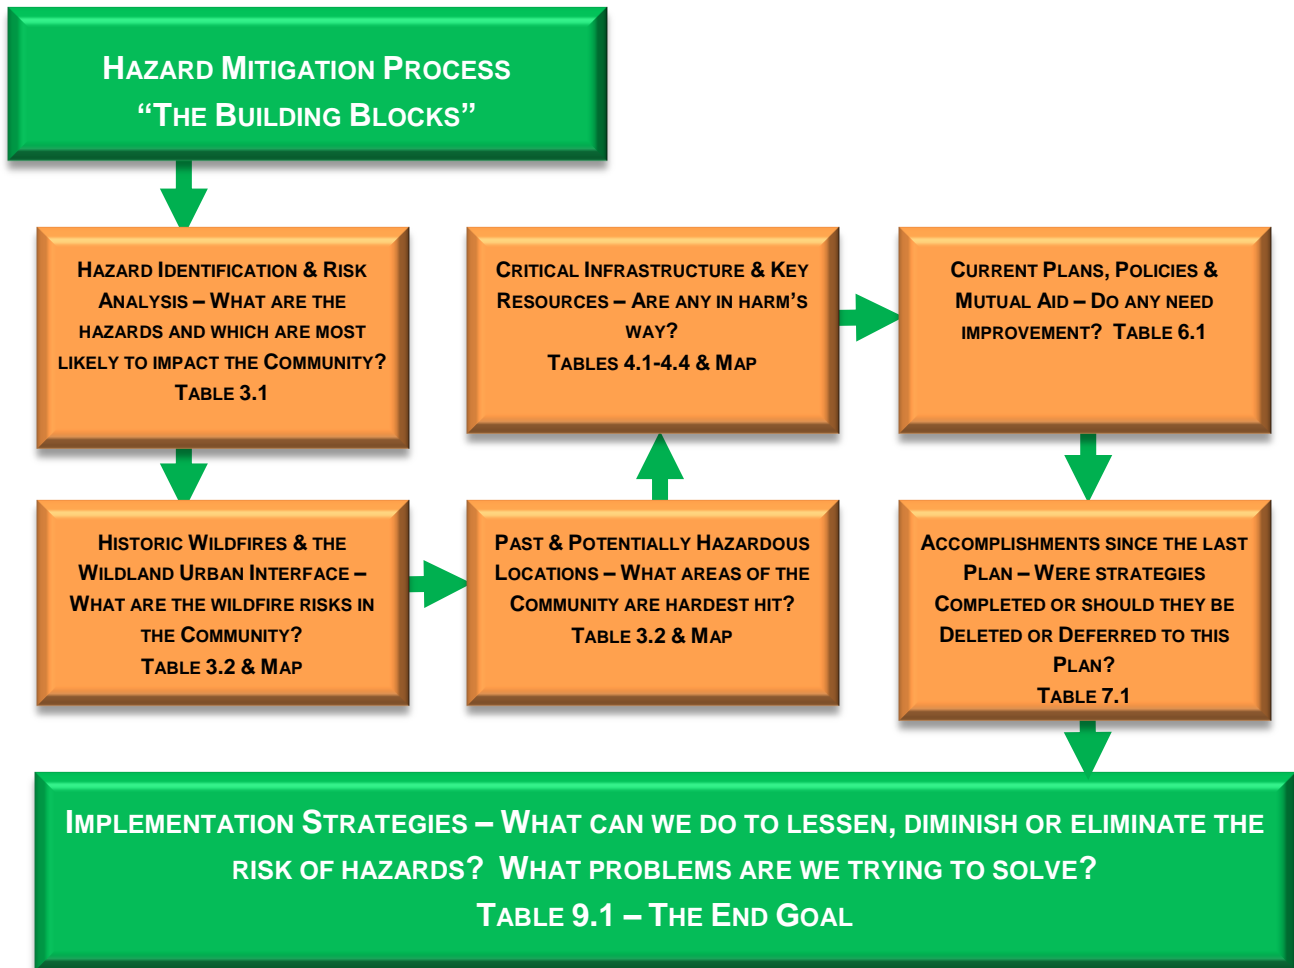 HAZARD MITIGATION PROCESS
“THE BUILDING BLOCKS”
HAZARD IDENTIFICATION & RISK
ANALYSIS – WHAT ARE THE
HAZARDS AND WHICH ARE MOST
LIKELY TO IMPACT THE COMMUNITY?
TABLE 3.1
HISTORIC WILDFIRES & THE
WILDLAND URBAN INTERFACE –
WHAT ARE THE WILDFIRE RISKS IN
THE COMMUNITY?
TABLE 3.2 & MAP
PAST & POTENTIALLY HAZARDOUS
LOCATIONS – WHAT AREAS OF THE
COMMUNITY ARE HARDEST HIT?
TABLE 3.2 & MAP
CRITICAL INFRASTRUCTURE & KEY
RESOURCES – ARE ANY IN HARM’S
WAY?
TABLES 4.1-4.4 & MAP
CURRENT PLANS, POLICIES &
MUTUAL AID – DO ANY NEED
IMPROVEMENT? TABLE 6.1
ACCOMPLISHMENTS SINCE THE LAST
PLAN – WERE STRATEGIES
COMPLETED OR SHOULD THEY BE
DELETED OR DEFERRED TO THIS
PLAN?
TABLE 7.1
IMPLEMENTATION STRATEGIES – WHAT CAN WE DO TO LESSEN, DIMINISH OR ELIMINATE THE
RISK OF HAZARDS? WHAT PROBLEMS ARE WE TRYING TO SOLVE?
TABLE 9.1 – THE END GOAL